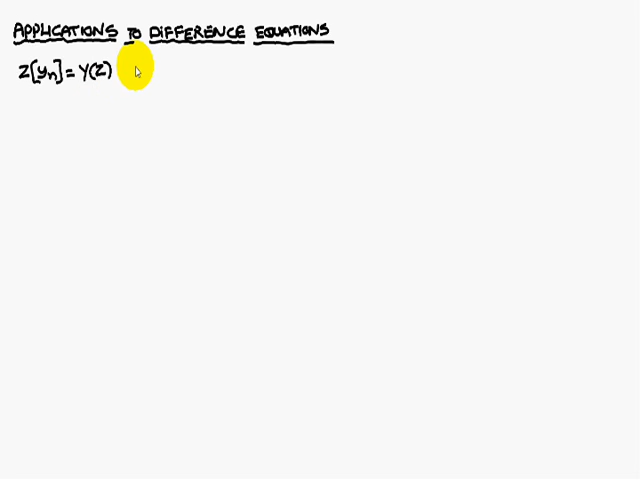 APPLICATIONS TO DIFFERENCE EQUATIONS
Z[yn] = Y(Z)